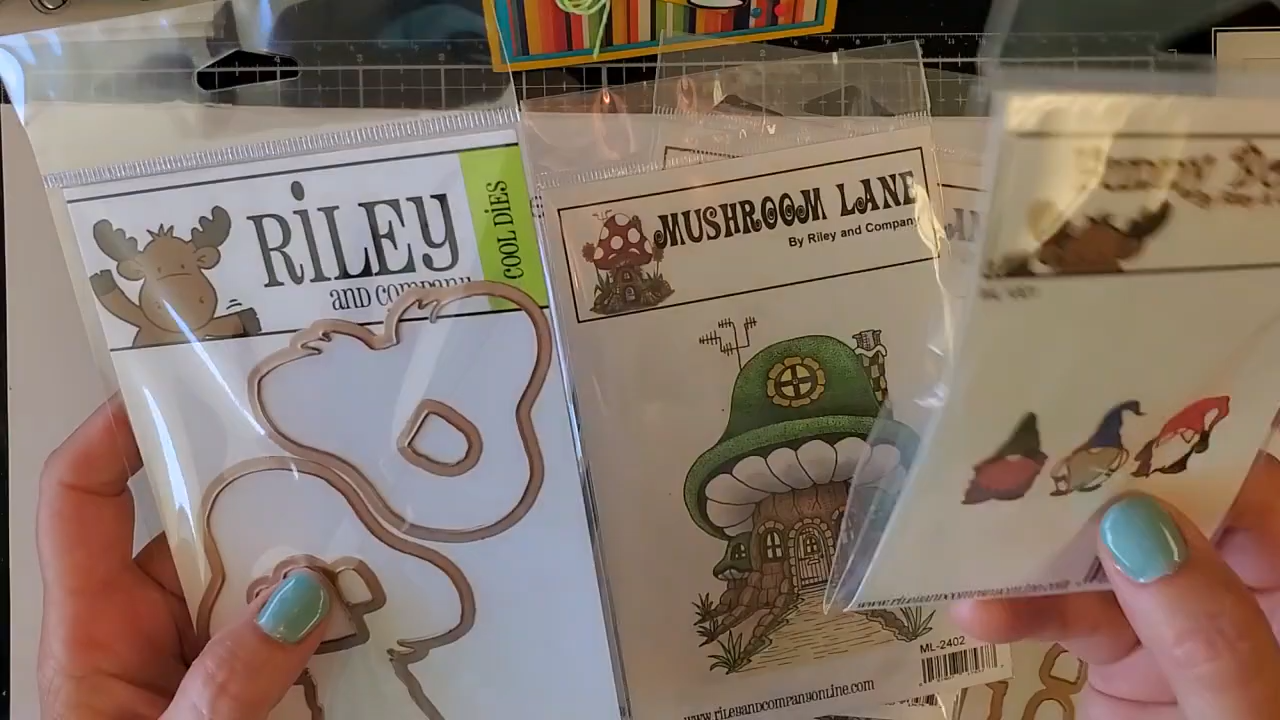 RiLEY
AND COMPANY
COOL DiES
MUSHROOM LANE
By Riley and Company
ML-2402
www.rileyandcompanyonline.com